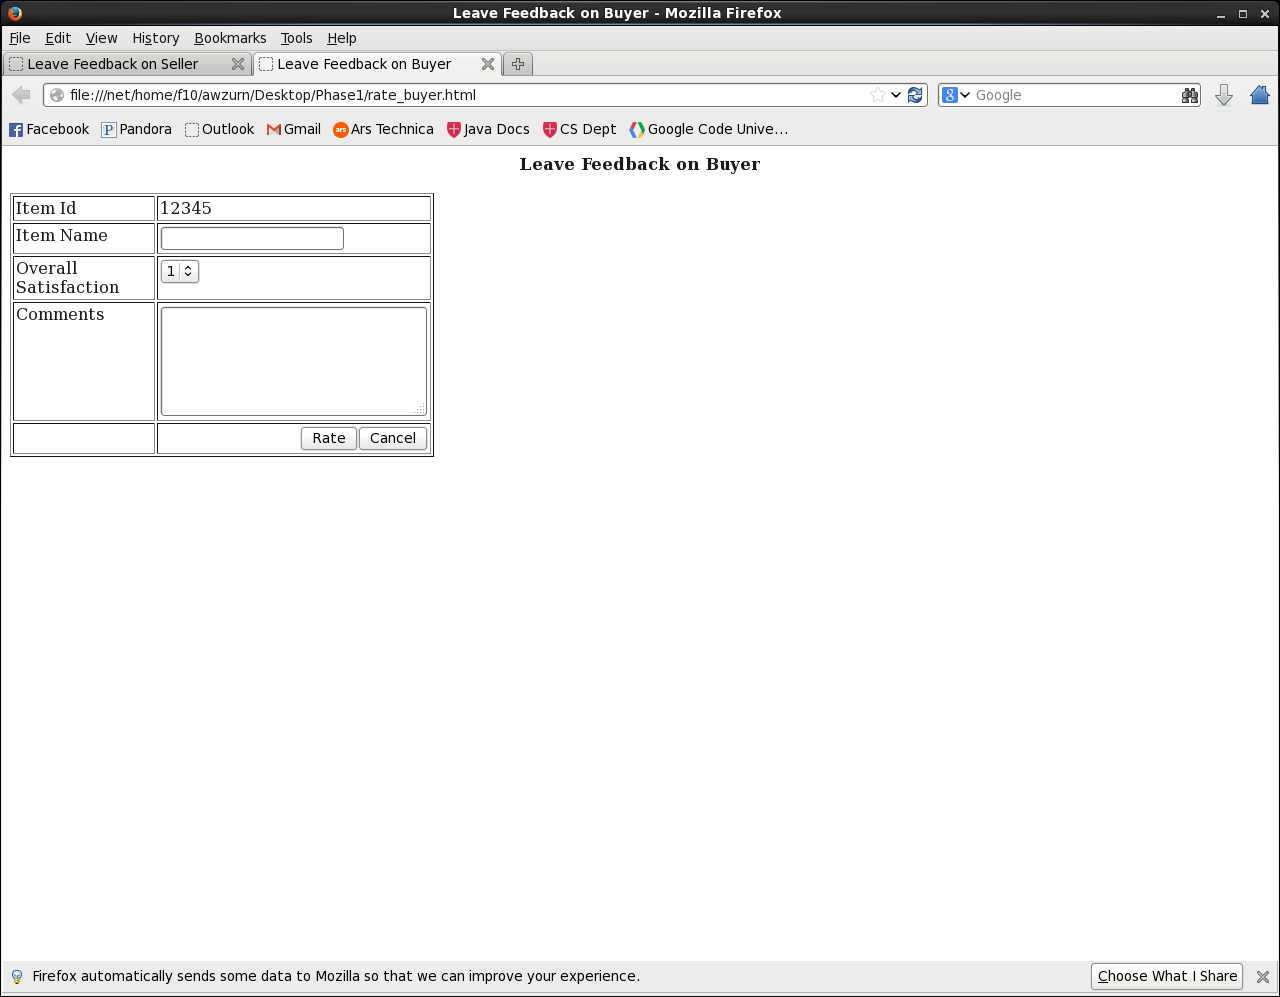 Leave Feedback on Buyer - Mozilla Firefox
File Edit View History Bookmarks Tools Help
Leave Feedback on Seller Leave Feedback on Buyer
file:///net/home/f10/awzurn/Desktop/Phase1/rate_buyer.html 8 Google
Facebook P Pandora Outlook Gmail ars Ars Technica Java Docs CS Dept Google Code Unive...
Leave Feedback on Buyer
Item Id 12345
Item Name
Overall Satisfaction 1
Comments
Rate Cancel
Firefox automatically sends some data to Mozilla so that we can improve your experience. Choose What I Share